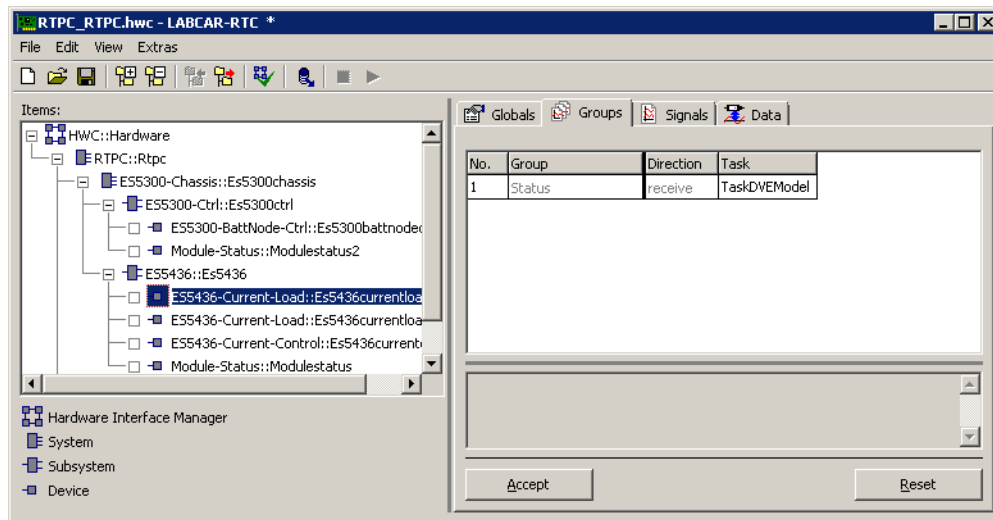 RTPC_RTPC.hwc - LABCAR-RTC *
File Edit View Extras
Items:
HWC::Hardware
RTPC::Rtpc
ES5300-Chassis::Es5300chassis
ES5300-Ctrl::Es5300ctrl
ES5300-BattNode-Ctrl::Es5300battnode
Module-Status::Modulestatus2
ES5436::Es5436
ES5436-Current-Load::Es5436currentloa
ES5436-Current-Load::Es5436currentloa
ES5436-Current-Control::Es5436current
Module-Status::Modulestatus
Hardware Interface Manager
System
Subsystem
Device
Globals Groups Signals Data
No. Group Direction Task
1 Status receive TaskDVEModel
Accept Reset